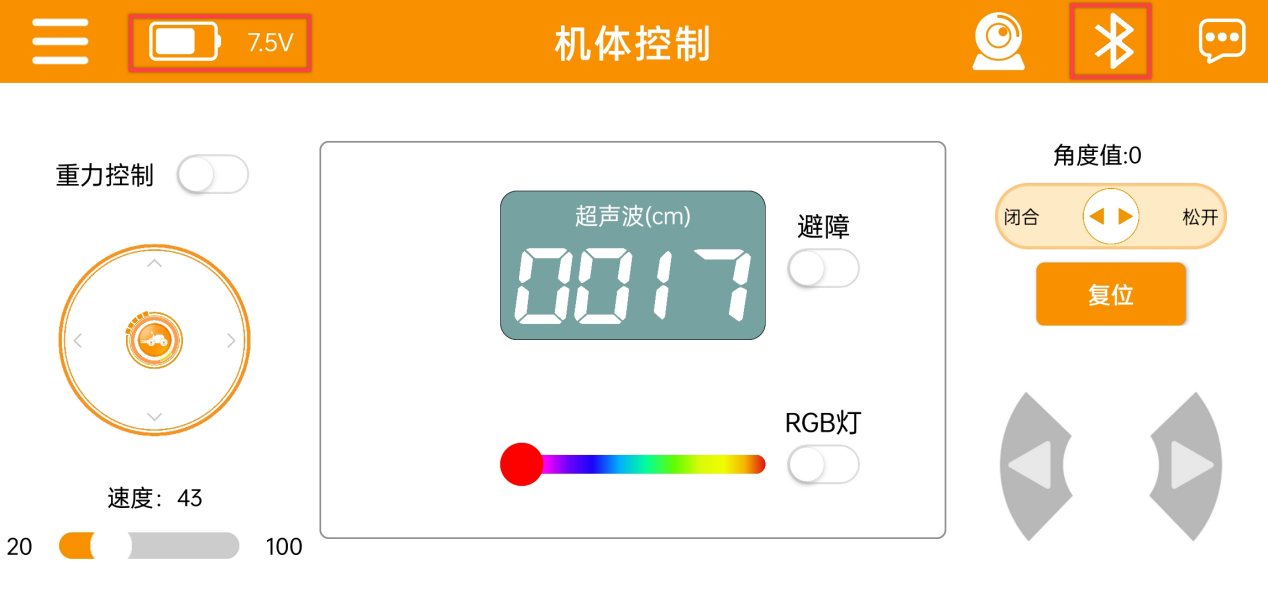 7.5V
机体控制
重力控制
超声波(cm)
0017
避障
角度值:0
闭合
松开
复位
RGB灯
速度：43
20
100